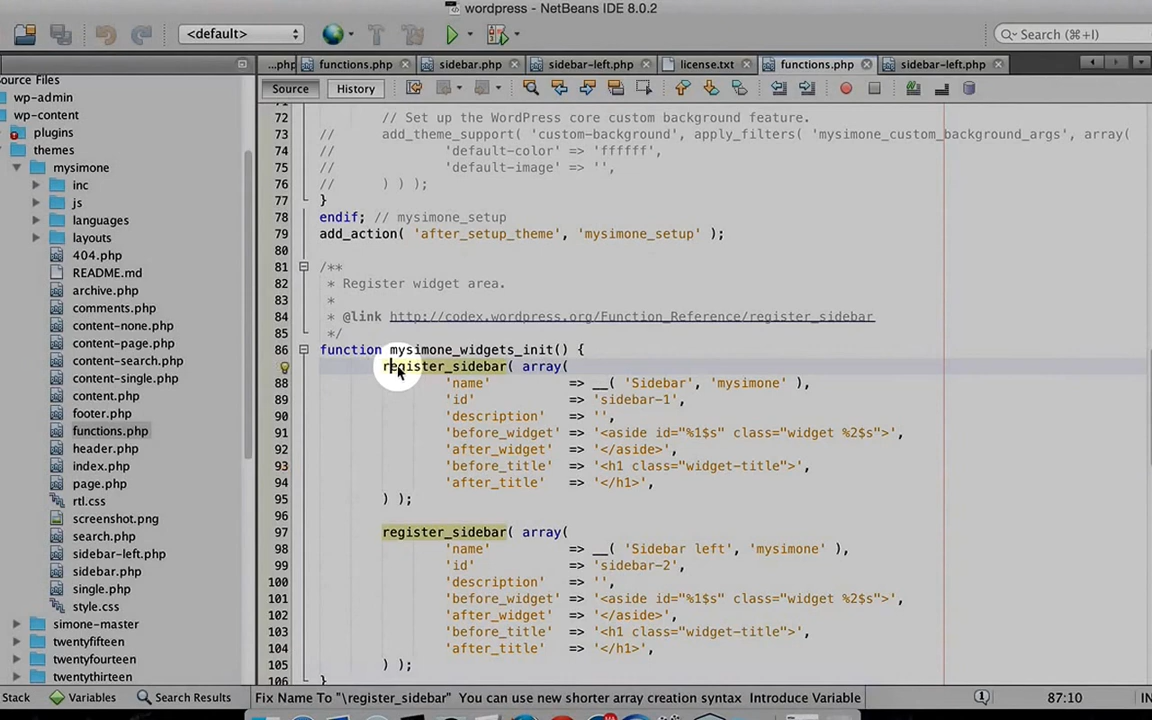 wordpress - NetBeans IDE 8.0.2
<default>
Search (⌘+I)
...php
functions.php
sidebar.php
sidebar-left.php
license.txt
functions.php
sidebar-left.php
Source
History
ource Files
wp-admin
wp-content
plugins
themes
mysimone
inc
js
languages
layouts
404.php
README.md
archive.php
comments.php
content-none.php
content-page.php
content-search.php
content-single.php
content.php
footer.php
functions.php
header.php
index.php
page.php
rtl.css
screenshot.png
search.php
sidebar-left.php
sidebar.php
single.php
style.css
simone-master
twentyfifteen
twentyfourteen
twentythirteen
71
72 // Set up the WordPress core custom background feature.
73 // add_theme_support( 'custom-background', apply_filters( 'mysimone_custom_background_args', array(
74 // 'default-color' => 'ffffff',
75 // 'default-image' => '',
76 // ) ) );
77 }
78 endif; // mysimone_setup
79 add_action( 'after_setup_theme', 'mysimone_setup' );
80
81 /**
82 * Register widget area.
83 *
84 * @link http://codex.wordpress.org/Function_Reference/register_sidebar
85 */
86 function mysimone_widgets_init() {
register_sidebar( array(
88 'name' => __( 'Sidebar', 'mysimone' ),
89 'id' => 'sidebar-1',
90 'description' => '',
91 'before_widget' => '<aside id="%1$s" class="widget %2$s">',
92 'after_widget' => '</aside>',
93 'before_title' => '<h1 class="widget-title">',
94 'after_title' => '</h1>',
95 ) );
96
97 register_sidebar( array(
98 'name' => __( 'Sidebar left', 'mysimone' ),
99 'id' => 'sidebar-2',
100 'description' => '',
101 'before_widget' => '<aside id="%1$s" class="widget %2$s">',
102 'after_widget' => '</aside>',
103 'before_title' => '<h1 class="widget-title">',
104 'after_title' => '</h1>',
105 ) );
106 }
Stack
Variables
Search Results
Fix Name To "\register_sidebar" You can use new shorter array creation syntax Introduce Variable
87:10